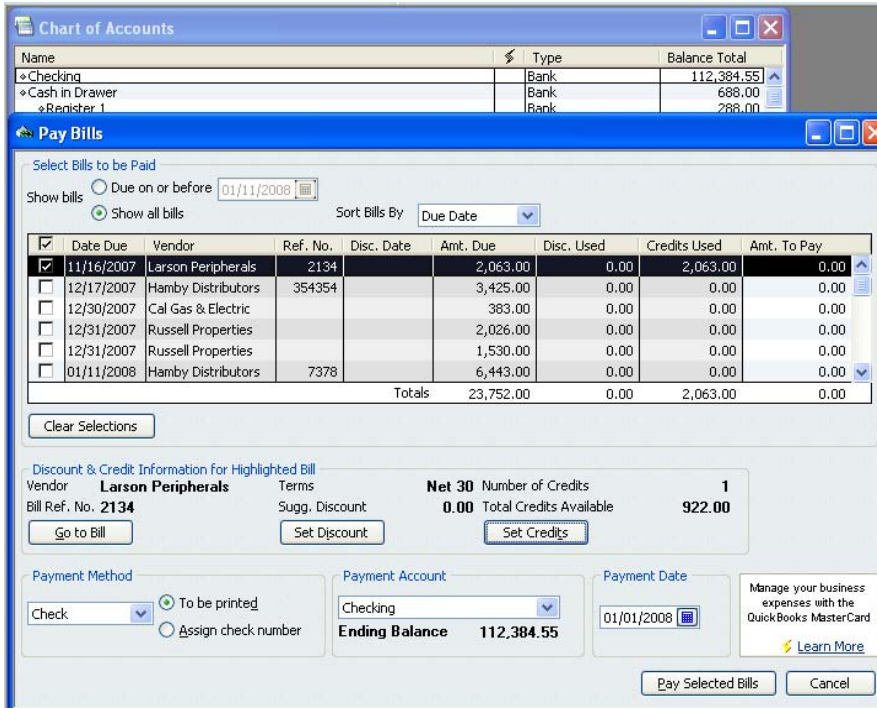 Chart of Accounts
Name Type Balance Total
Checking Bank 112,384.55
Cash in Drawer Bank 688.00
Register 1 Bank 288.00
Pay Bills
Select Bills to be Paid
Show bills Due on or before 01/11/2008
Show all bills Sort Bills By Due Date
Date Due Vendor Ref. No. Disc. Date Amt. Due Disc. Used Credits Used Amt. To Pay
11/16/2007 Larson Peripherals 2134 2,063.00 0.00 2,063.00 0.00
12/17/2007 Hamby Distributors 354354 3,425.00 0.00 0.00 0.00
12/30/2007 Cal Gas & Electric 383.00 0.00 0.00 0.00
12/31/2007 Russell Properties 2,026.00 0.00 0.00 0.00
12/31/2007 Russell Properties 1,530.00 0.00 0.00 0.00
01/11/2008 Hamby Distributors 7378 6,443.00 0.00 0.00 0.00
Totals 23,752.00 0.00 2,063.00 0.00
Clear Selections
Discount & Credit Information for Highlighted Bill
Vendor Larson Peripherals Terms Net 30 Number of Credits 1
Bill Ref. No. 2134 Sugg. Discount 0.00 Total Credits Available 922.00
Go to Bill Set Discount Set Credits
Payment Method Payment Account Payment Date
Check To be printed Checking 01/01/2008
Assign check number Ending Balance 112,384.55
Manage your business
expenses with the
QuickBooks MasterCard
Learn More
Pay Selected Bills Cancel